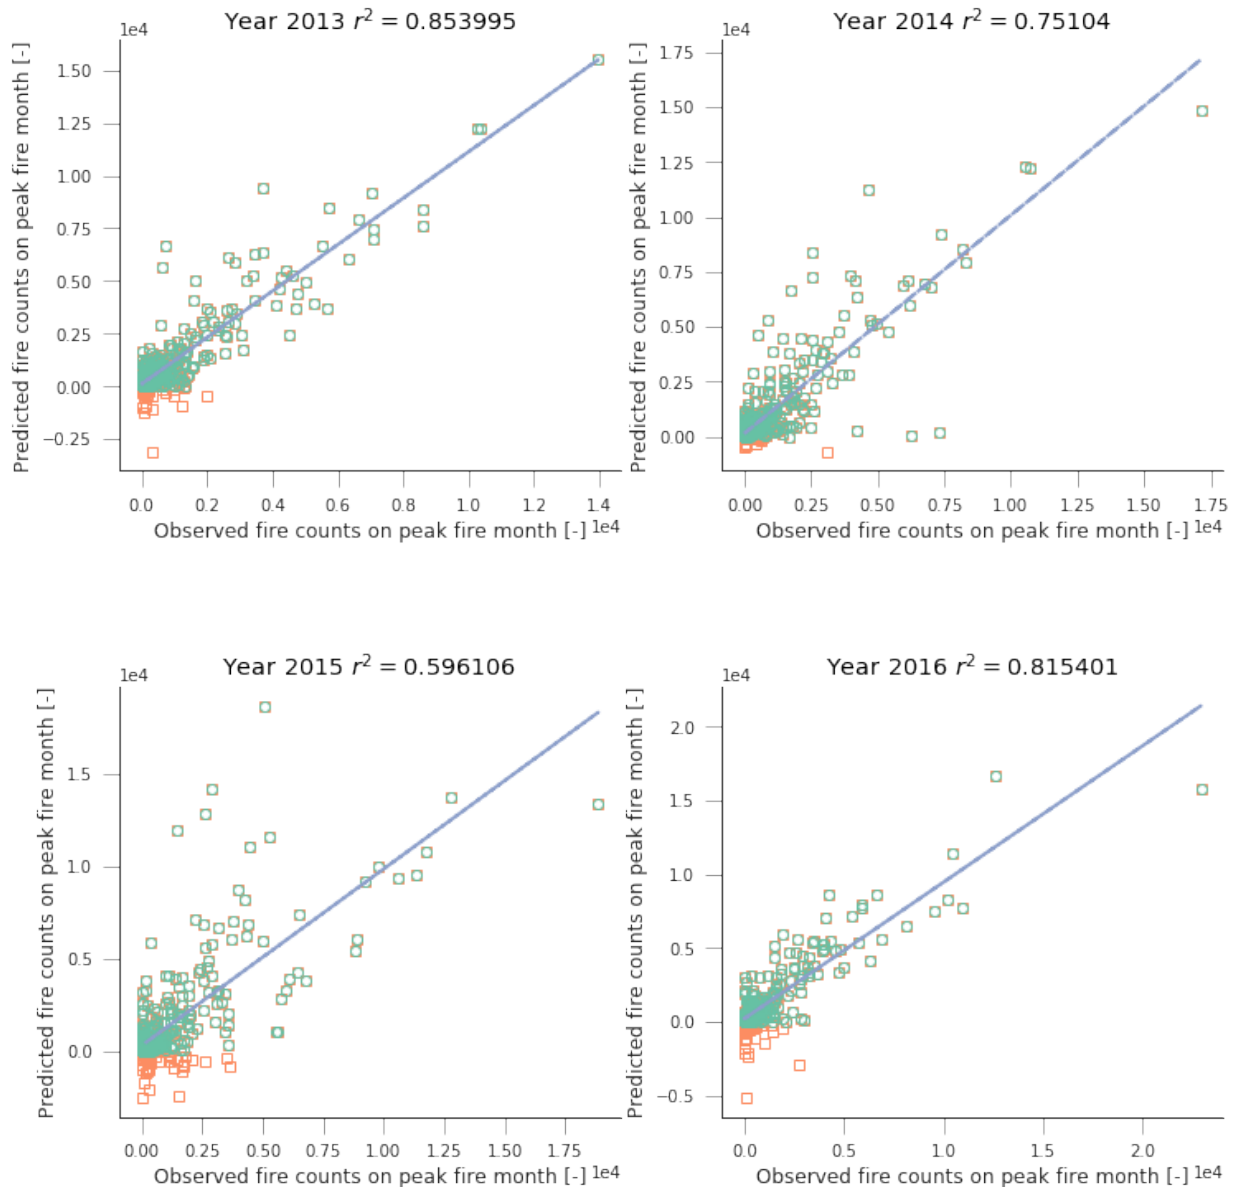 Year 2013 r² = 0.853995
1e4
Predicted fire counts on peak fire month [-]
1.50
1.25
1.00
0.75
0.50
0.25
0.00
−0.25
0.0 0.2 0.4 0.6 0.8 1.0 1.2 1.4
Observed fire counts on peak fire month [-] 1e4
Year 2014 r² = 0.75104
1e4
Predicted fire counts on peak fire month [-]
1.75
1.50
1.25
1.00
0.75
0.50
0.25
0.00
0.00 0.25 0.50 0.75 1.00 1.25 1.50 1.75
Observed fire counts on peak fire month [-] 1e4
Year 2015 r² = 0.596106
1e4
Predicted fire counts on peak fire month [-]
1.5
1.0
0.5
0.0
0.00 0.25 0.50 0.75 1.00 1.25 1.50 1.75
Observed fire counts on peak fire month [-] 1e4
Year 2016 r² = 0.815401
1e4
Predicted fire counts on peak fire month [-]
2.0
1.5
1.0
0.5
0.0
−0.5
0.0 0.5 1.0 1.5 2.0
Observed fire counts on peak fire month [-] 1e4